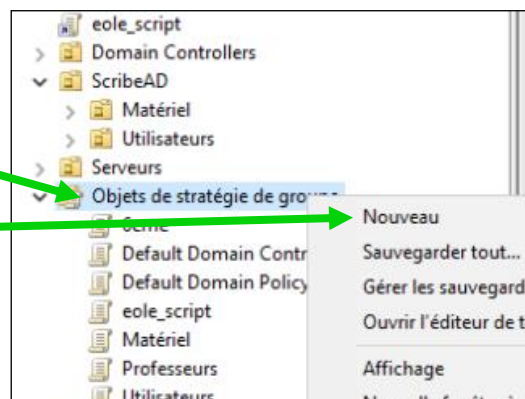 eole_script
Domain Controllers
ScribeAD
Matériel
Utilisateurs
Serveurs
Objets de stratégie de groupe
Nouveau
Default Domain Contr
Sauvegarder tout...
Default Domain Policy
Gérer les sauvegard
eole_script
Ouvrir l'éditeur de t
Matériel
Professeurs
Affichage
Utilisateurs